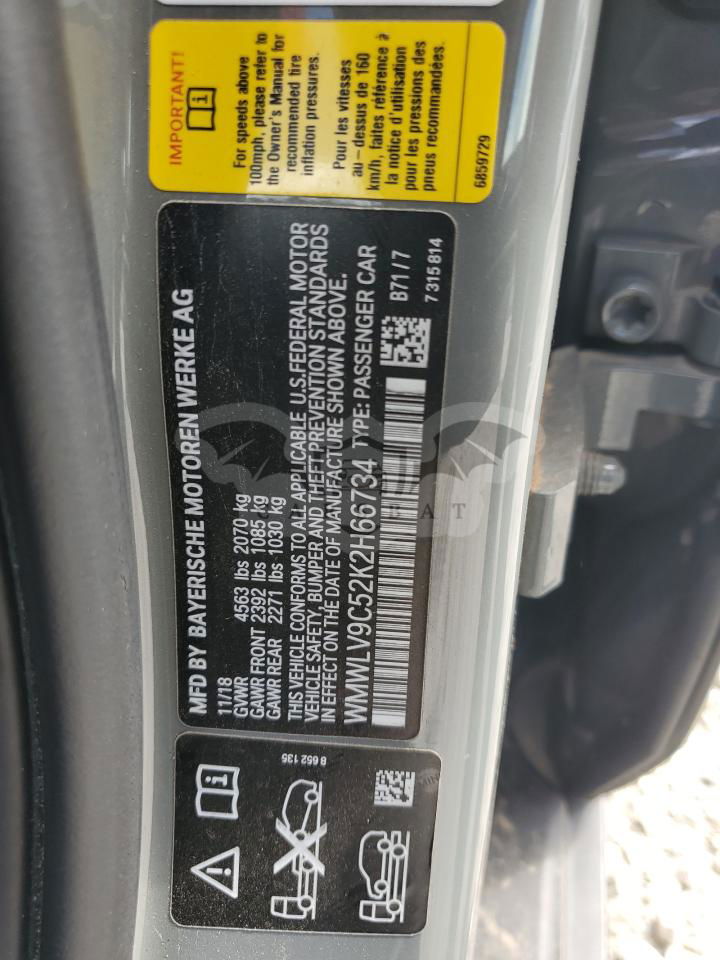 IMPORTANT!
For speeds above
100mph, please refer to
the Owner's Manual for
recommended tire
inflation pressures.
Pour les vitesses
au-dessus de 160
km/h, faites référence à
la notice d'utilisation
pour les pressions des
pneus recommandées.
6859729
MFD BY BAYERISCHE MOTOREN WERKE AG
11/18
GVWR 4563 lbs 2070 kg
GAWR FRONT 2392 lbs 1085 kg
GAWR REAR 2271 lbs 1030 kg
THIS VEHICLE CONFORMS TO ALL APPLICABLE U.S.FEDERAL MOTOR
VEHICLE SAFETY, BUMPER AND THEFT PREVENTION STANDARDS
IN EFFECT ON THE DATE OF MANUFACTURE SHOWN ABOVE.
WMWLV9C52K2H66734 TYPE: PASSENGER CAR
B71/7
7 315 814
8 652 135
BAT